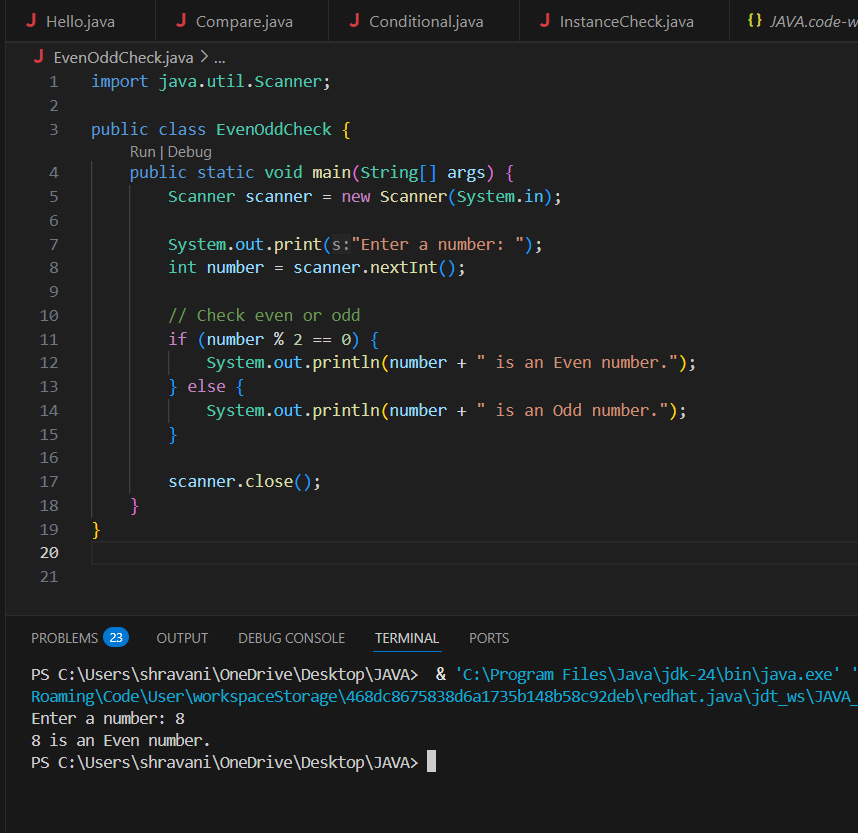 Hello.java Compare.java Conditional.java InstanceCheck.java {} JAVA.code-w
EvenOddCheck.java > ...
1 import java.util.Scanner;
2
3 public class EvenOddCheck {
Run | Debug
4 public static void main(String[] args) {
5 Scanner scanner = new Scanner(System.in);
6
7 System.out.print(s:"Enter a number: ");
8 int number = scanner.nextInt();
9
10 // Check even or odd
11 if (number % 2 == 0) {
12 System.out.println(number + " is an Even number.");
13 } else {
14 System.out.println(number + " is an Odd number.");
15 }
16
17 scanner.close();
18 }
19 }
20
21
PROBLEMS 23 OUTPUT DEBUG CONSOLE TERMINAL PORTS
PS C:\Users\shravani\OneDrive\Desktop\JAVA> & 'C:\Program Files\Java\jdk-24\bin\java.exe' '
Roaming\Code\User\workspaceStorage\468dc8675838d6a1735b148b58c92deb\redhat.java\jdt_ws\JAVA_
Enter a number: 8
8 is an Even number.
PS C:\Users\shravani\OneDrive\Desktop\JAVA>